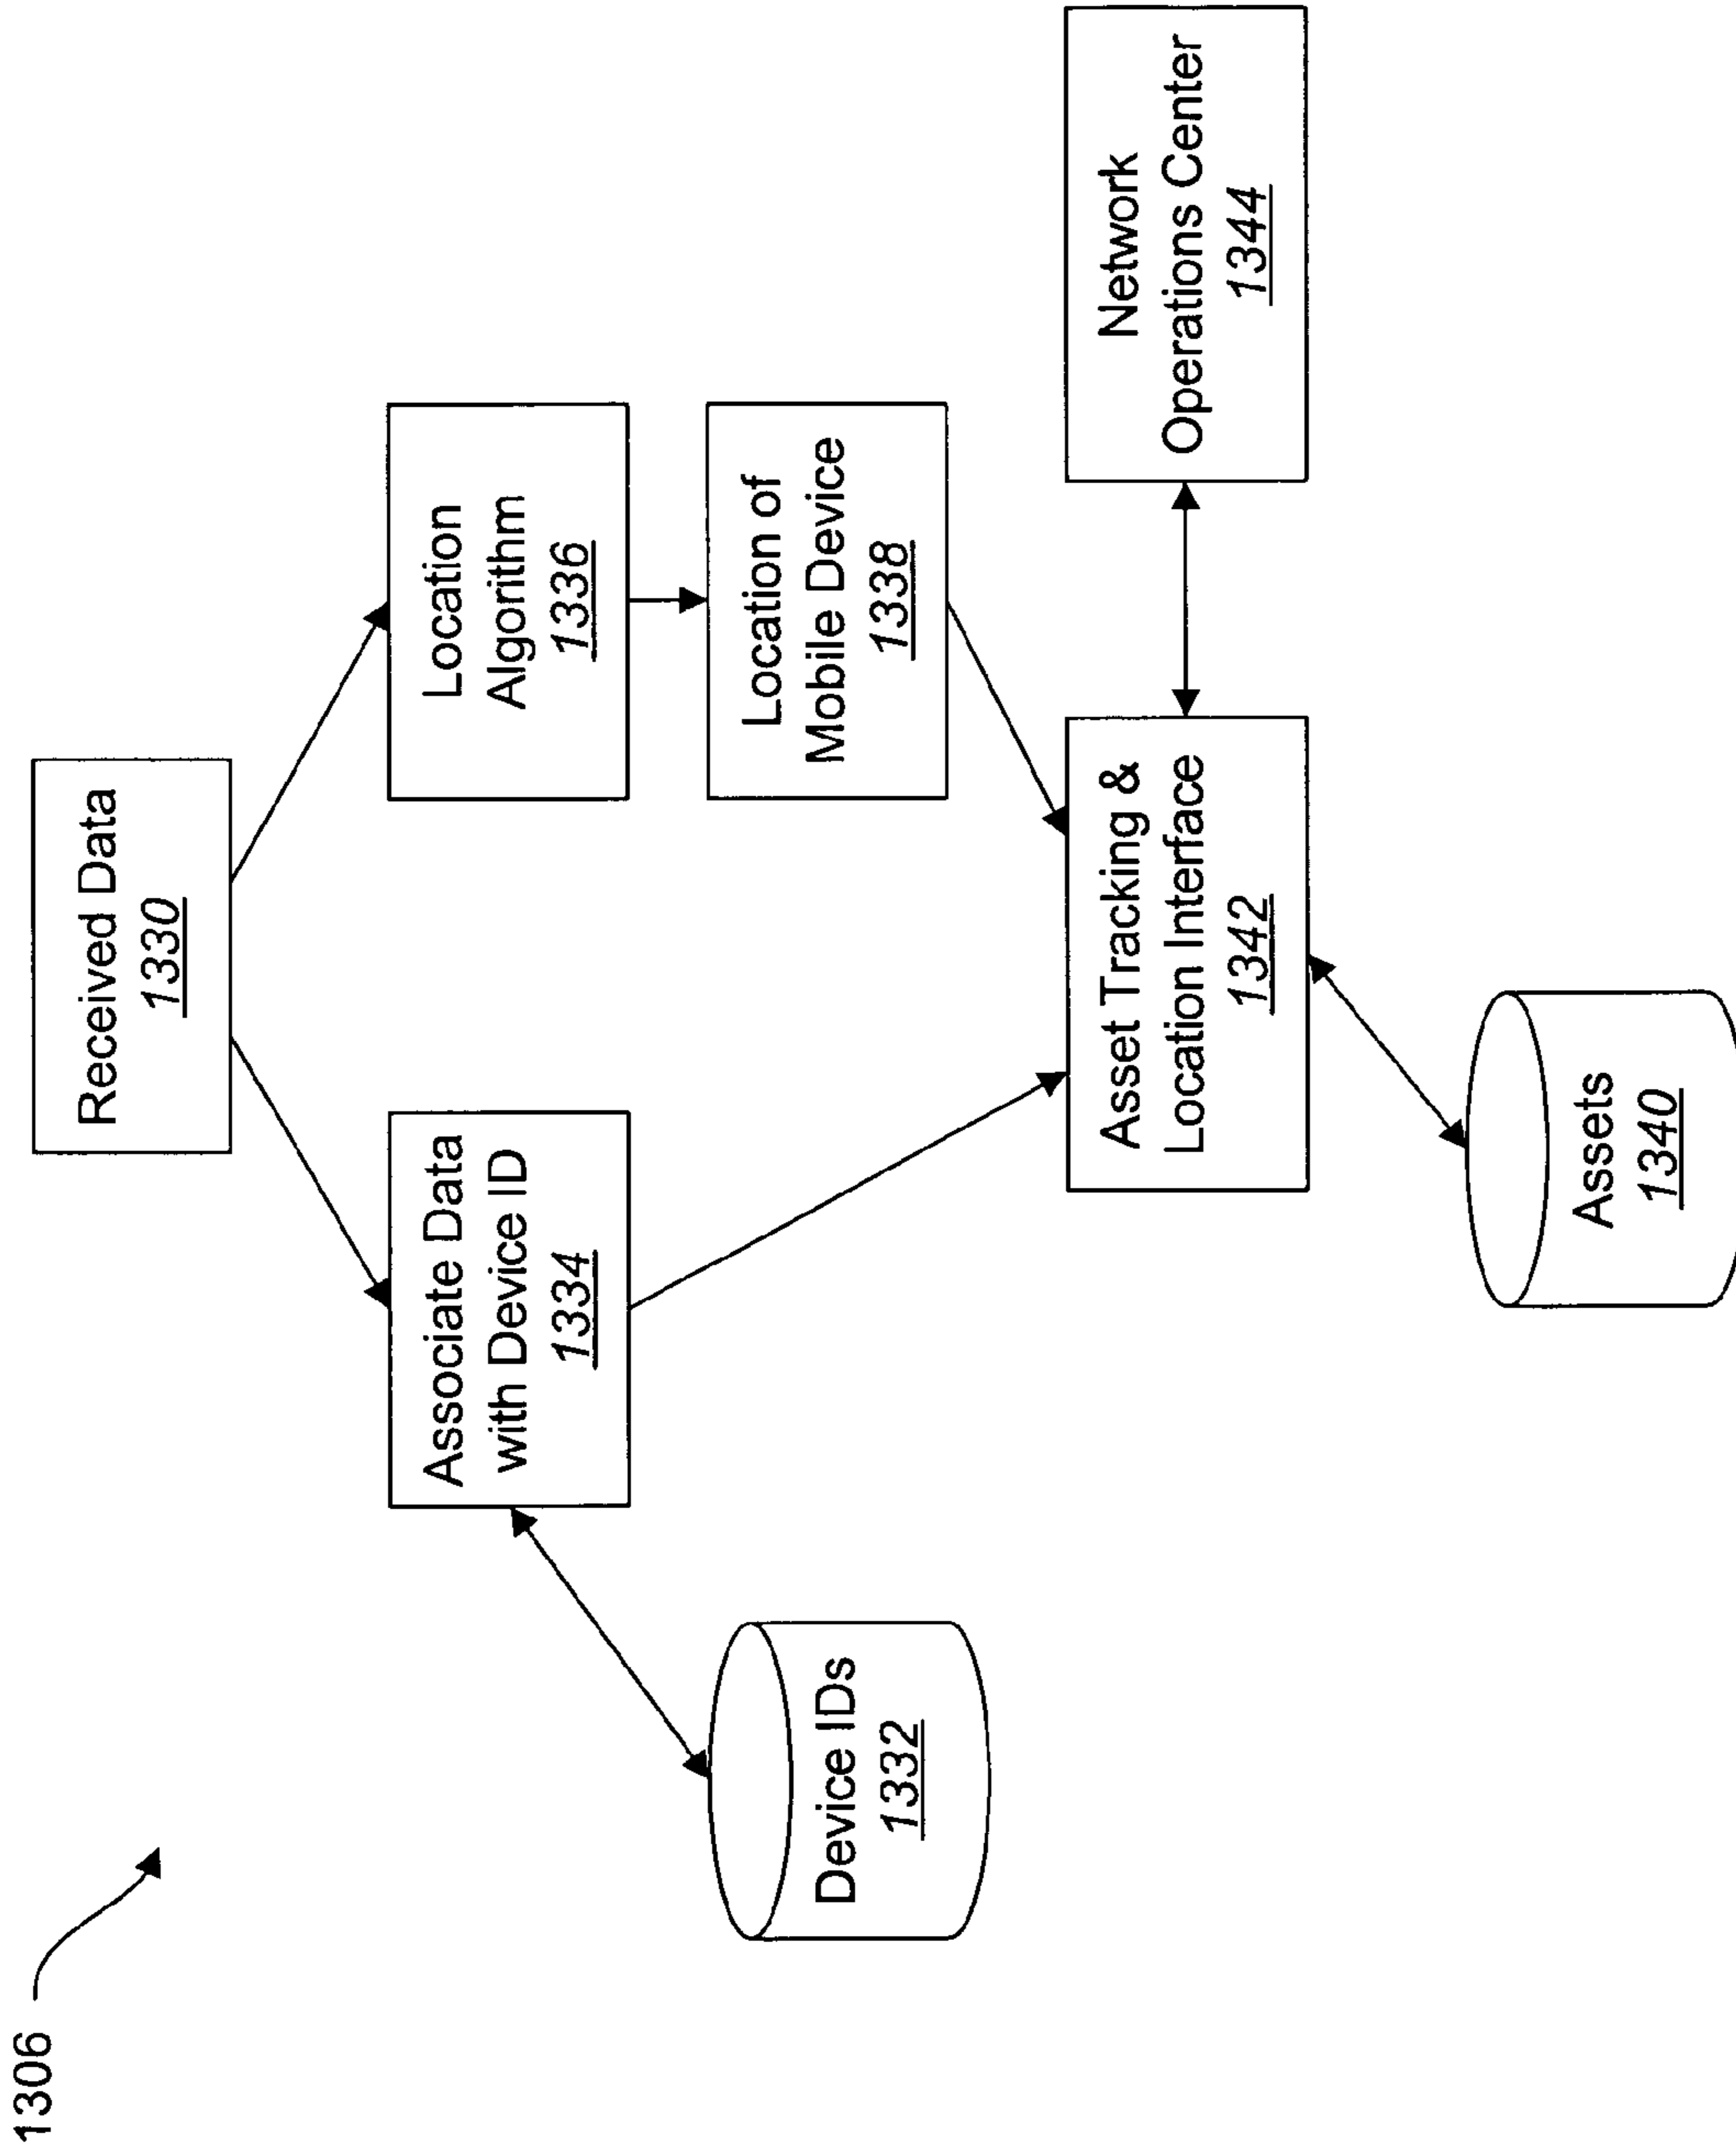 1306
Received Data
1330
Associate Data
with Device ID
1334
Location
Algorithm
1336
Device IDs
1332
Location of
Mobile Device
1338
Asset Tracking &
Location Interface
1342
Network
Operations Center
1344
Assets
1340